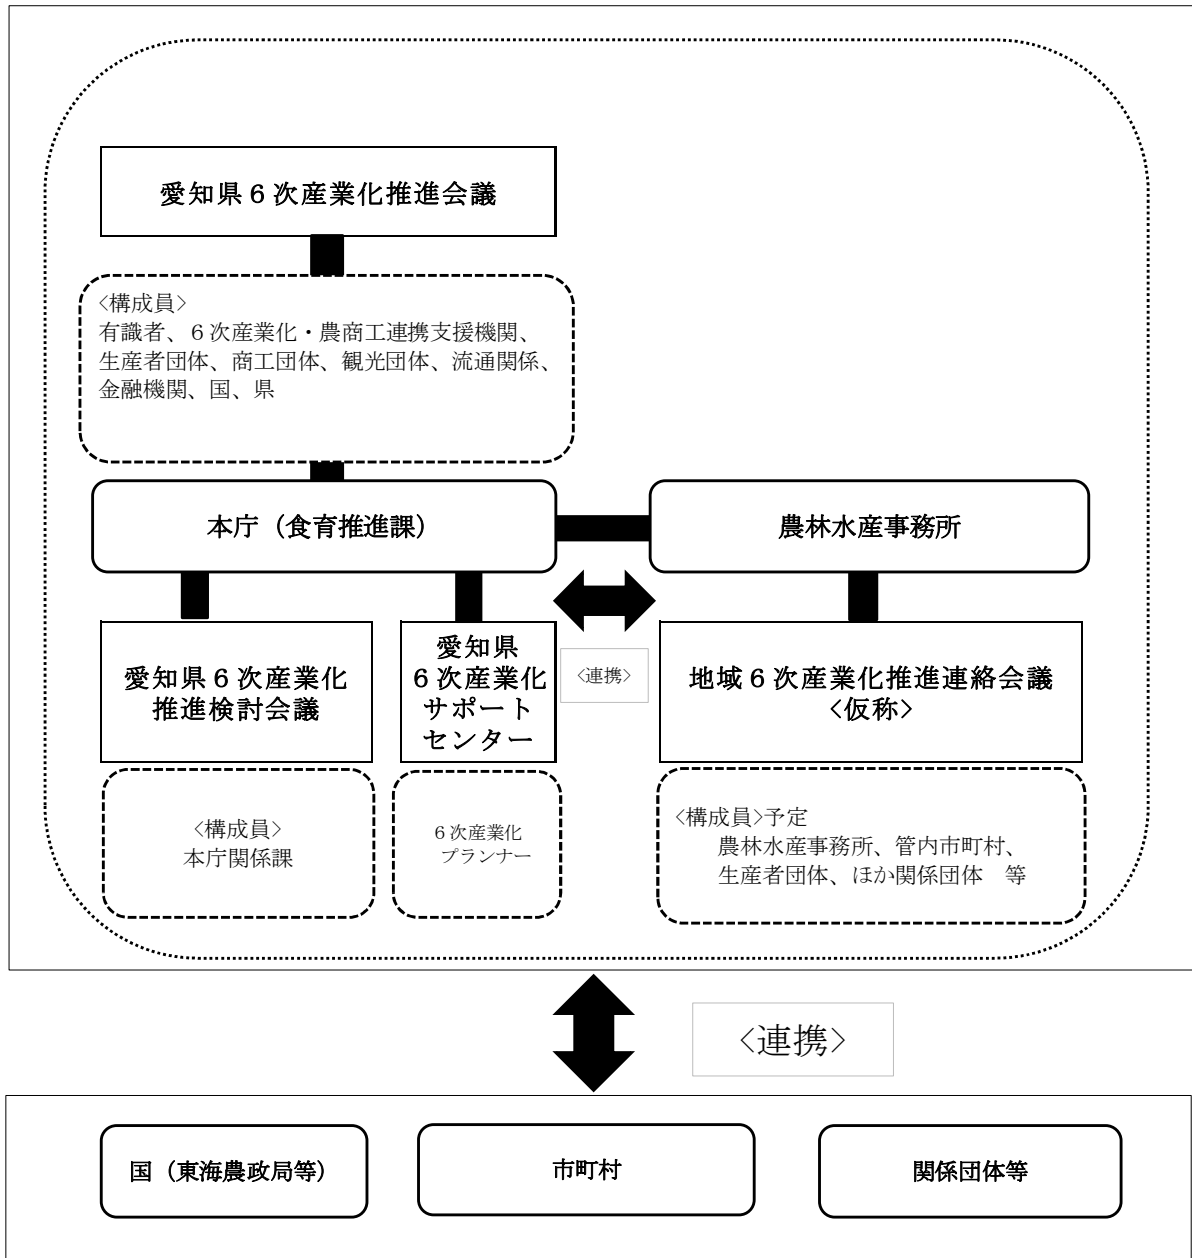 愛知県６次産業化推進会議
<構成員>
有識者、６次産業化・農商工連携支援機関、
生産者団体、商工団体、観光団体、流通関係、
金融機関、国、県
本庁（食育推進課）
農林水産事務所
愛知県６次産業化
推進検討会議
愛知県
６次産業化
サポート
センター
<連携>
地域６次産業化推進連絡会議
<仮称>
<構成員>
本庁関係課
６次産業化
プランナー
<構成員>予定
農林水産事務所、管内市町村、
生産者団体、ほか関係団体　等
<連携>
国（東海農政局等）
市町村
関係団体等